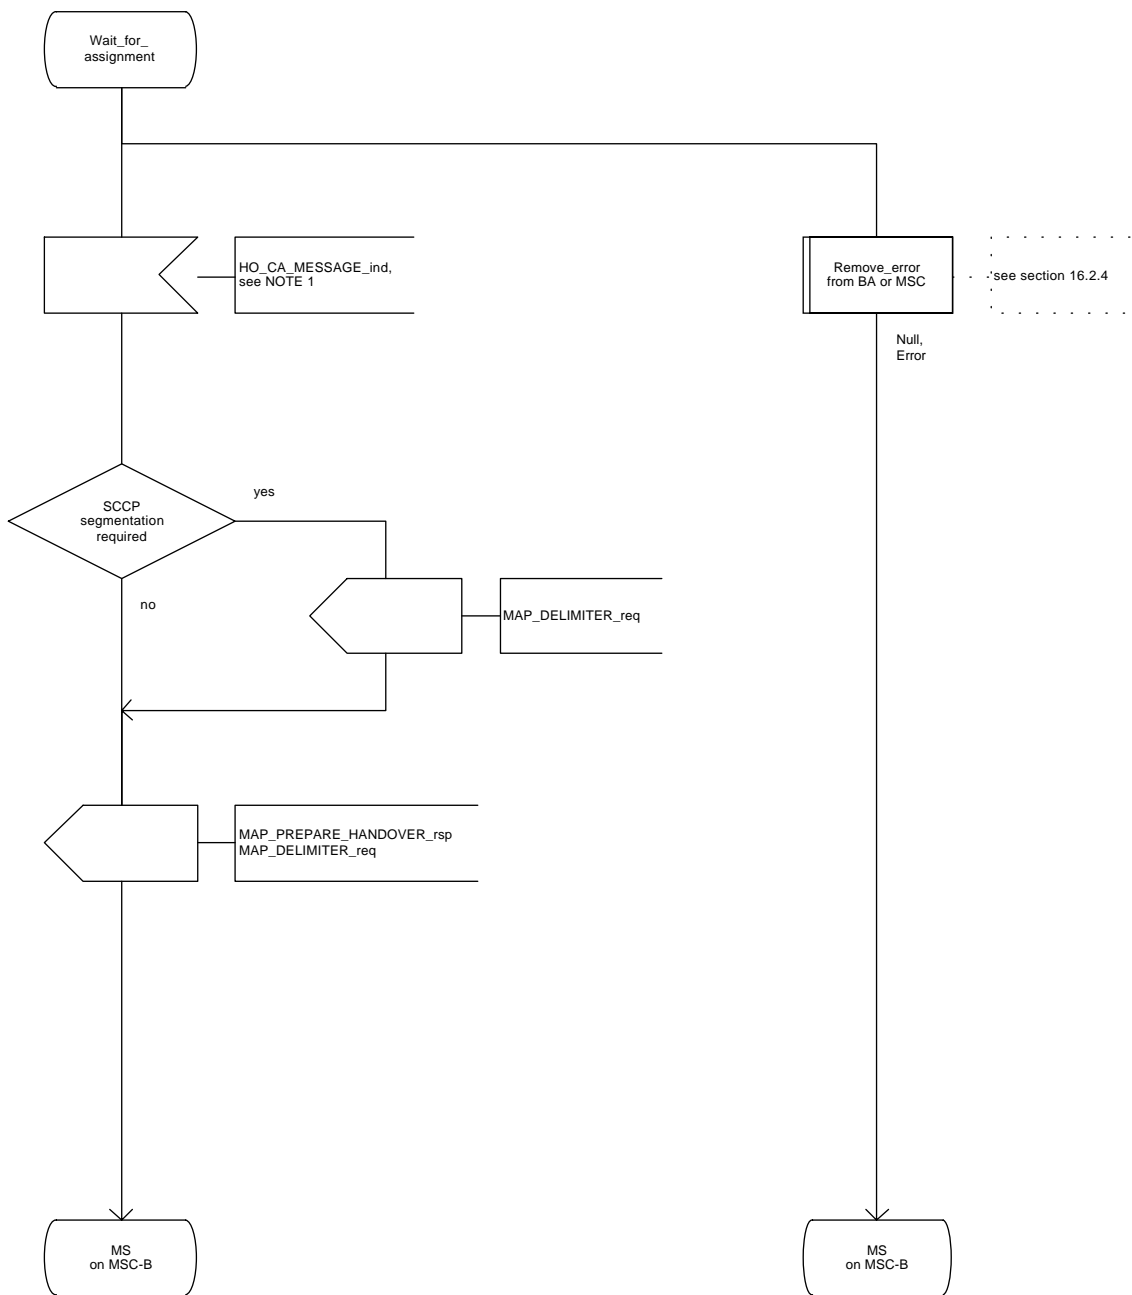 Wait_for_
assignment
HO_CA_MESSAGE_ind,
see NOTE 1
Remove_error
from BA or MSC
see section 16.2.4
Null,
Error
SCCP
segmentation
required
yes
no
MAP_DELIMITER_req
MAP_PREPARE_HANDOVER_rsp
MAP_DELIMITER_req
MS
on MSC-B
MS
on MSC-B